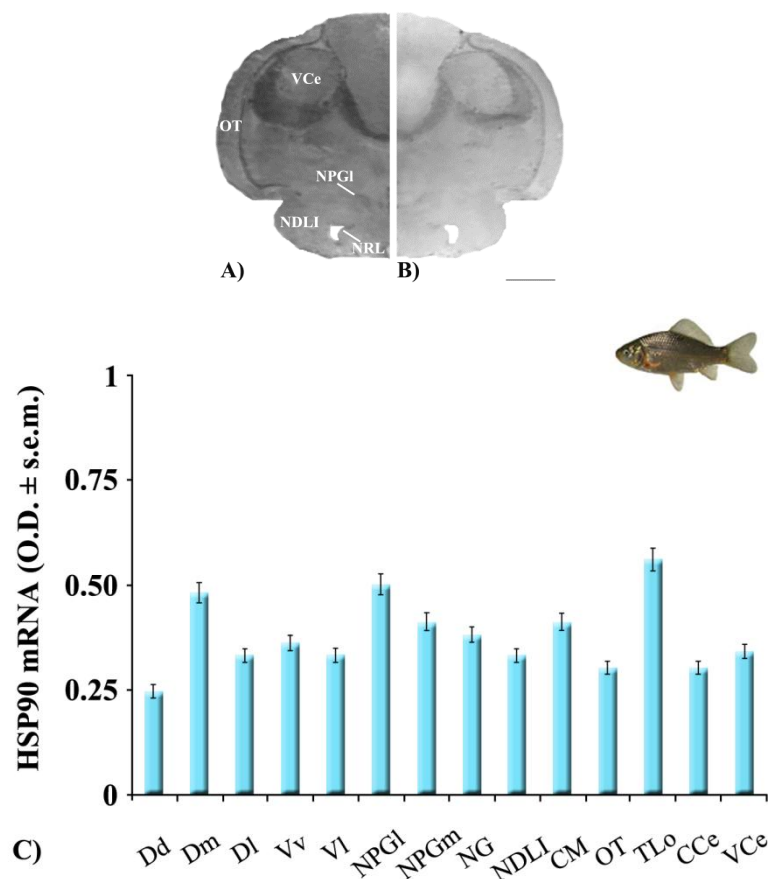 VCe
OT
NPGl
NDLI
NRL
A)
B)
1
0.75
0.50
0.25
0
HSP90 mRNA (O.D. ± s.e.m.)
Dd Dm Dl Vv Vl NPGl NPGm NG NDLI CM OT TLo CCe VCe
C)